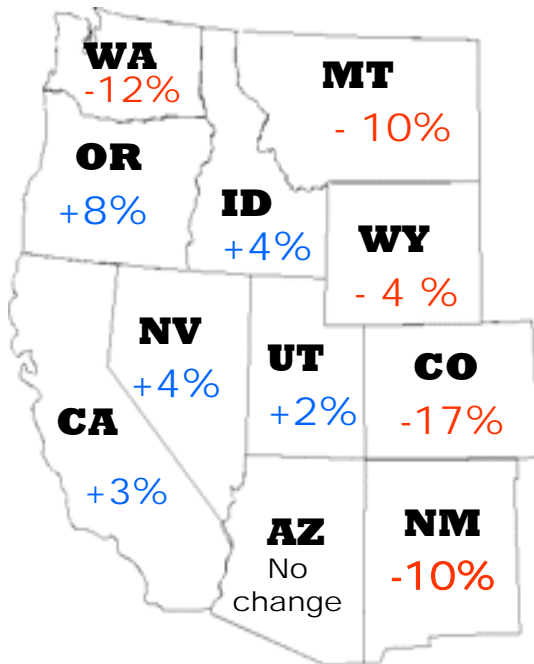 WA
-12%
MT
- 10%
OR
+8%
ID
+4%
WY
- 4 %
NV
+4%
UT
+2%
CO
-17%
CA
+3%
AZ
No
change
NM
-10%